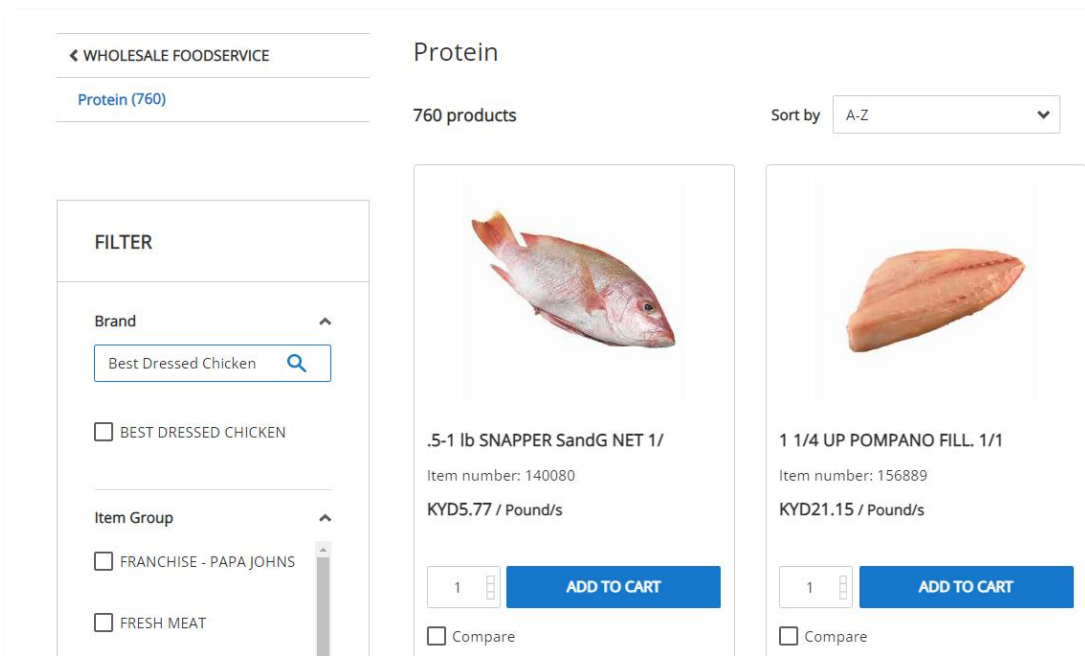 WHOLESALE FOODSERVICE
Protein (760)
FILTER
Brand
Best Dressed Chicken
BEST DRESSED CHICKEN
Item Group
FRANCHISE - PAPA JOHNS
FRESH MEAT
Protein
760 products
Sort by A-Z
.5-1 lb SNAPPER SandG NET 1/
Item number: 140080
KYD5.77 / Pound/s
1 ADD TO CART
Compare
1 1/4 UP POMPANO FILL. 1/1
Item number: 156889
KYD21.15 / Pound/s
1 ADD TO CART
Compare